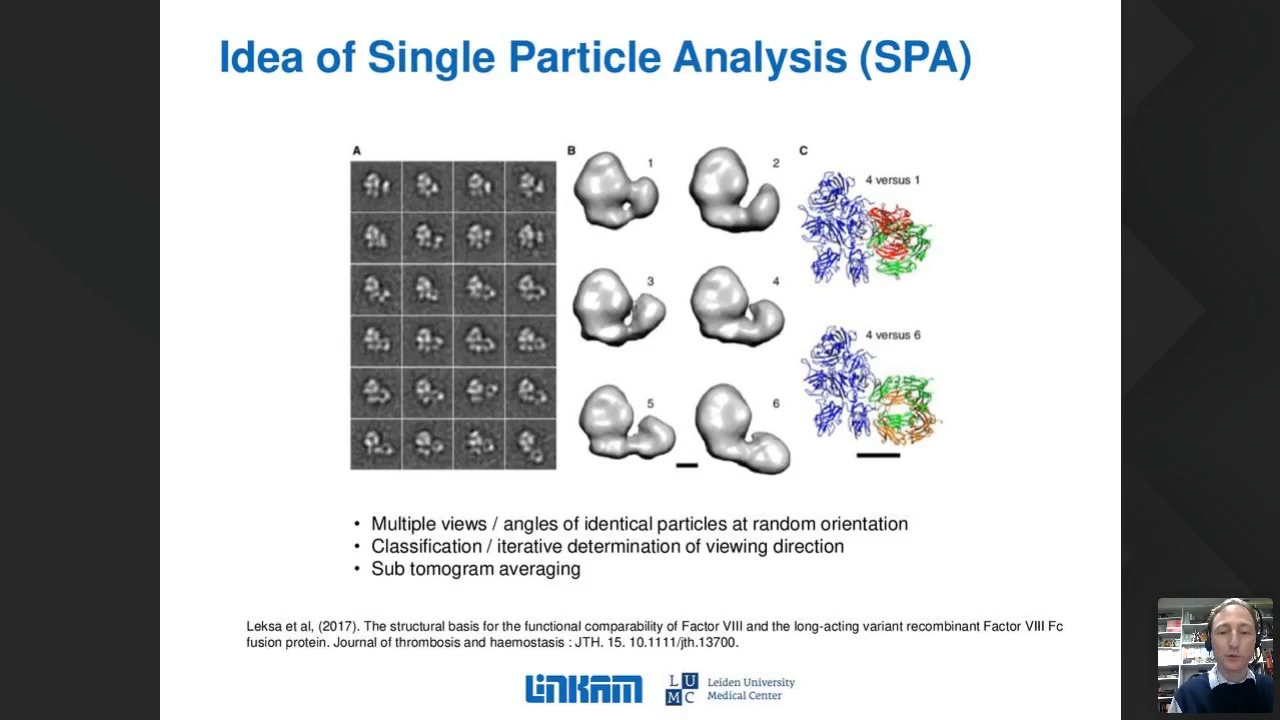 Idea of Single Particle Analysis (SPA)
A
B
C
1
2
4 versus 1
3
4
4 versus 6
5
6
• Multiple views / angles of identical particles at random orientation
• Classification / iterative determination of viewing direction
• Sub tomogram averaging
Leksa et al, (2017). The structural basis for the functional comparability of Factor VIII and the long-acting variant recombinant Factor VIII Fc
fusion protein. Journal of thrombosis and haemostasis : JTH. 15. 10.1111/jth.13700.
LINKAM
L U
M C
Leiden University
Medical Center